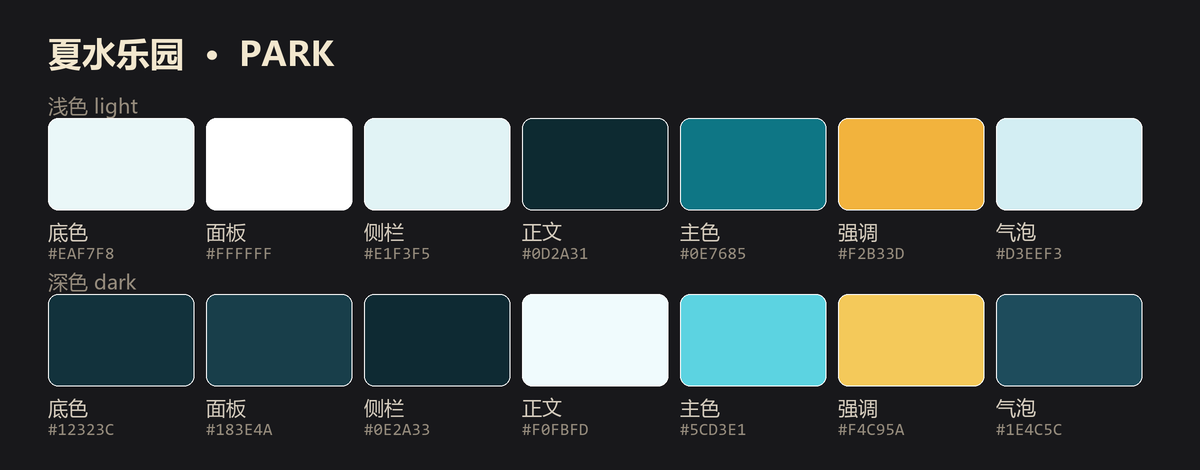 夏水乐园 • PARK
浅色 light
底色 面板 侧栏 正文 主色 强调 气泡
#EAF7F8 #FFFFFF #E1F3F5 #0D2A31 #0E7685 #F2B33D #D3EEF3
深色 dark
底色 面板 侧栏 正文 主色 强调 气泡
#12323C #183E4A #0E2A33 #F0FBFD #5CD3E1 #F4C95A #1E4C5C